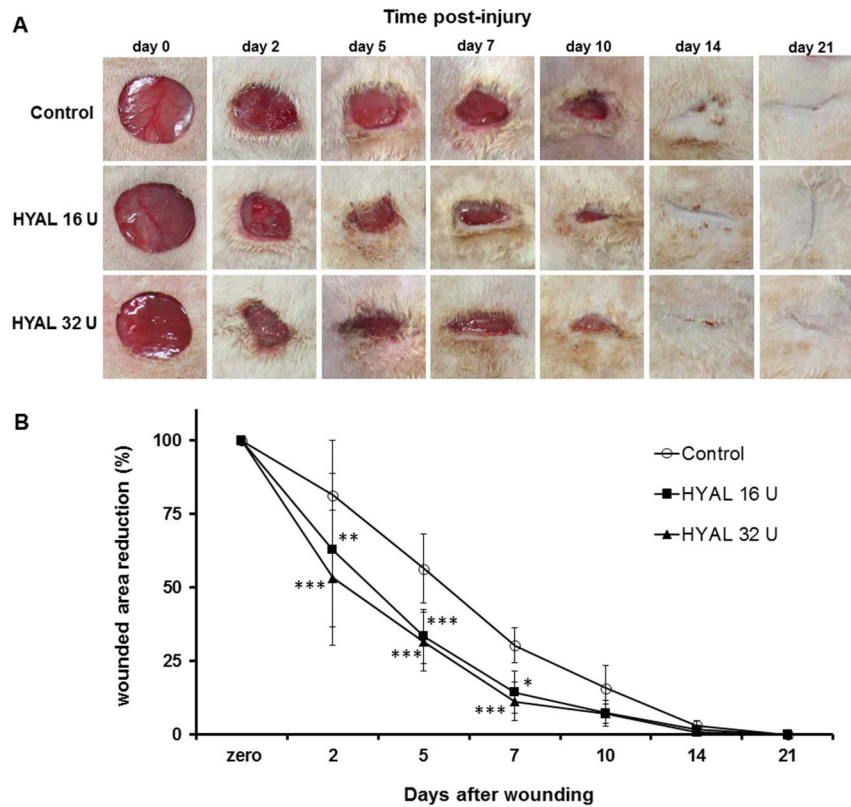 Time post-injury
A
day 0 day 2 day 5 day 7 day 10 day 14 day 21
Control
HYAL 16 U
HYAL 32 U
B
wounded area reduction (%)
100
75
50
25
0
Control
HYAL 16 U
HYAL 32 U
**
***
***
***
*
***
zero 2 5 7 10 14 21
Days after wounding